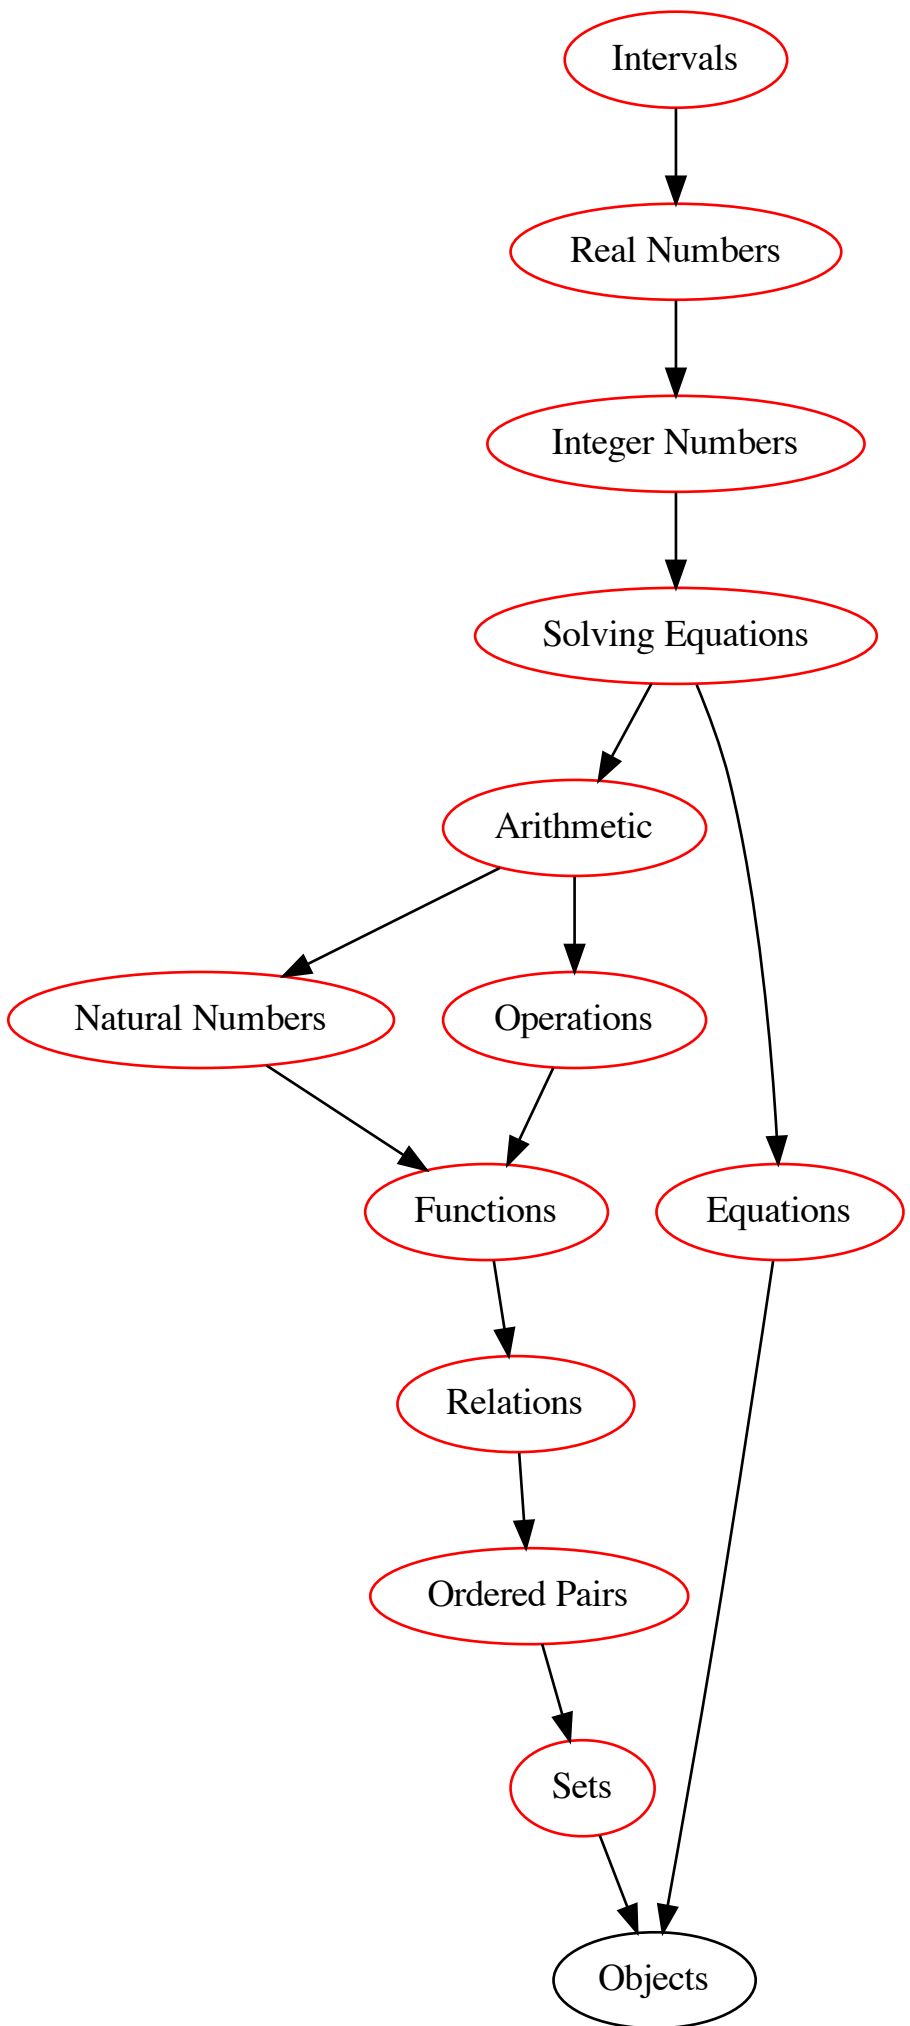 Intervals
Real Numbers
Integer Numbers
Solving Equations
Arithmetic
Natural Numbers
Operations
Functions
Equations
Relations
Ordered Pairs
Sets
Objects